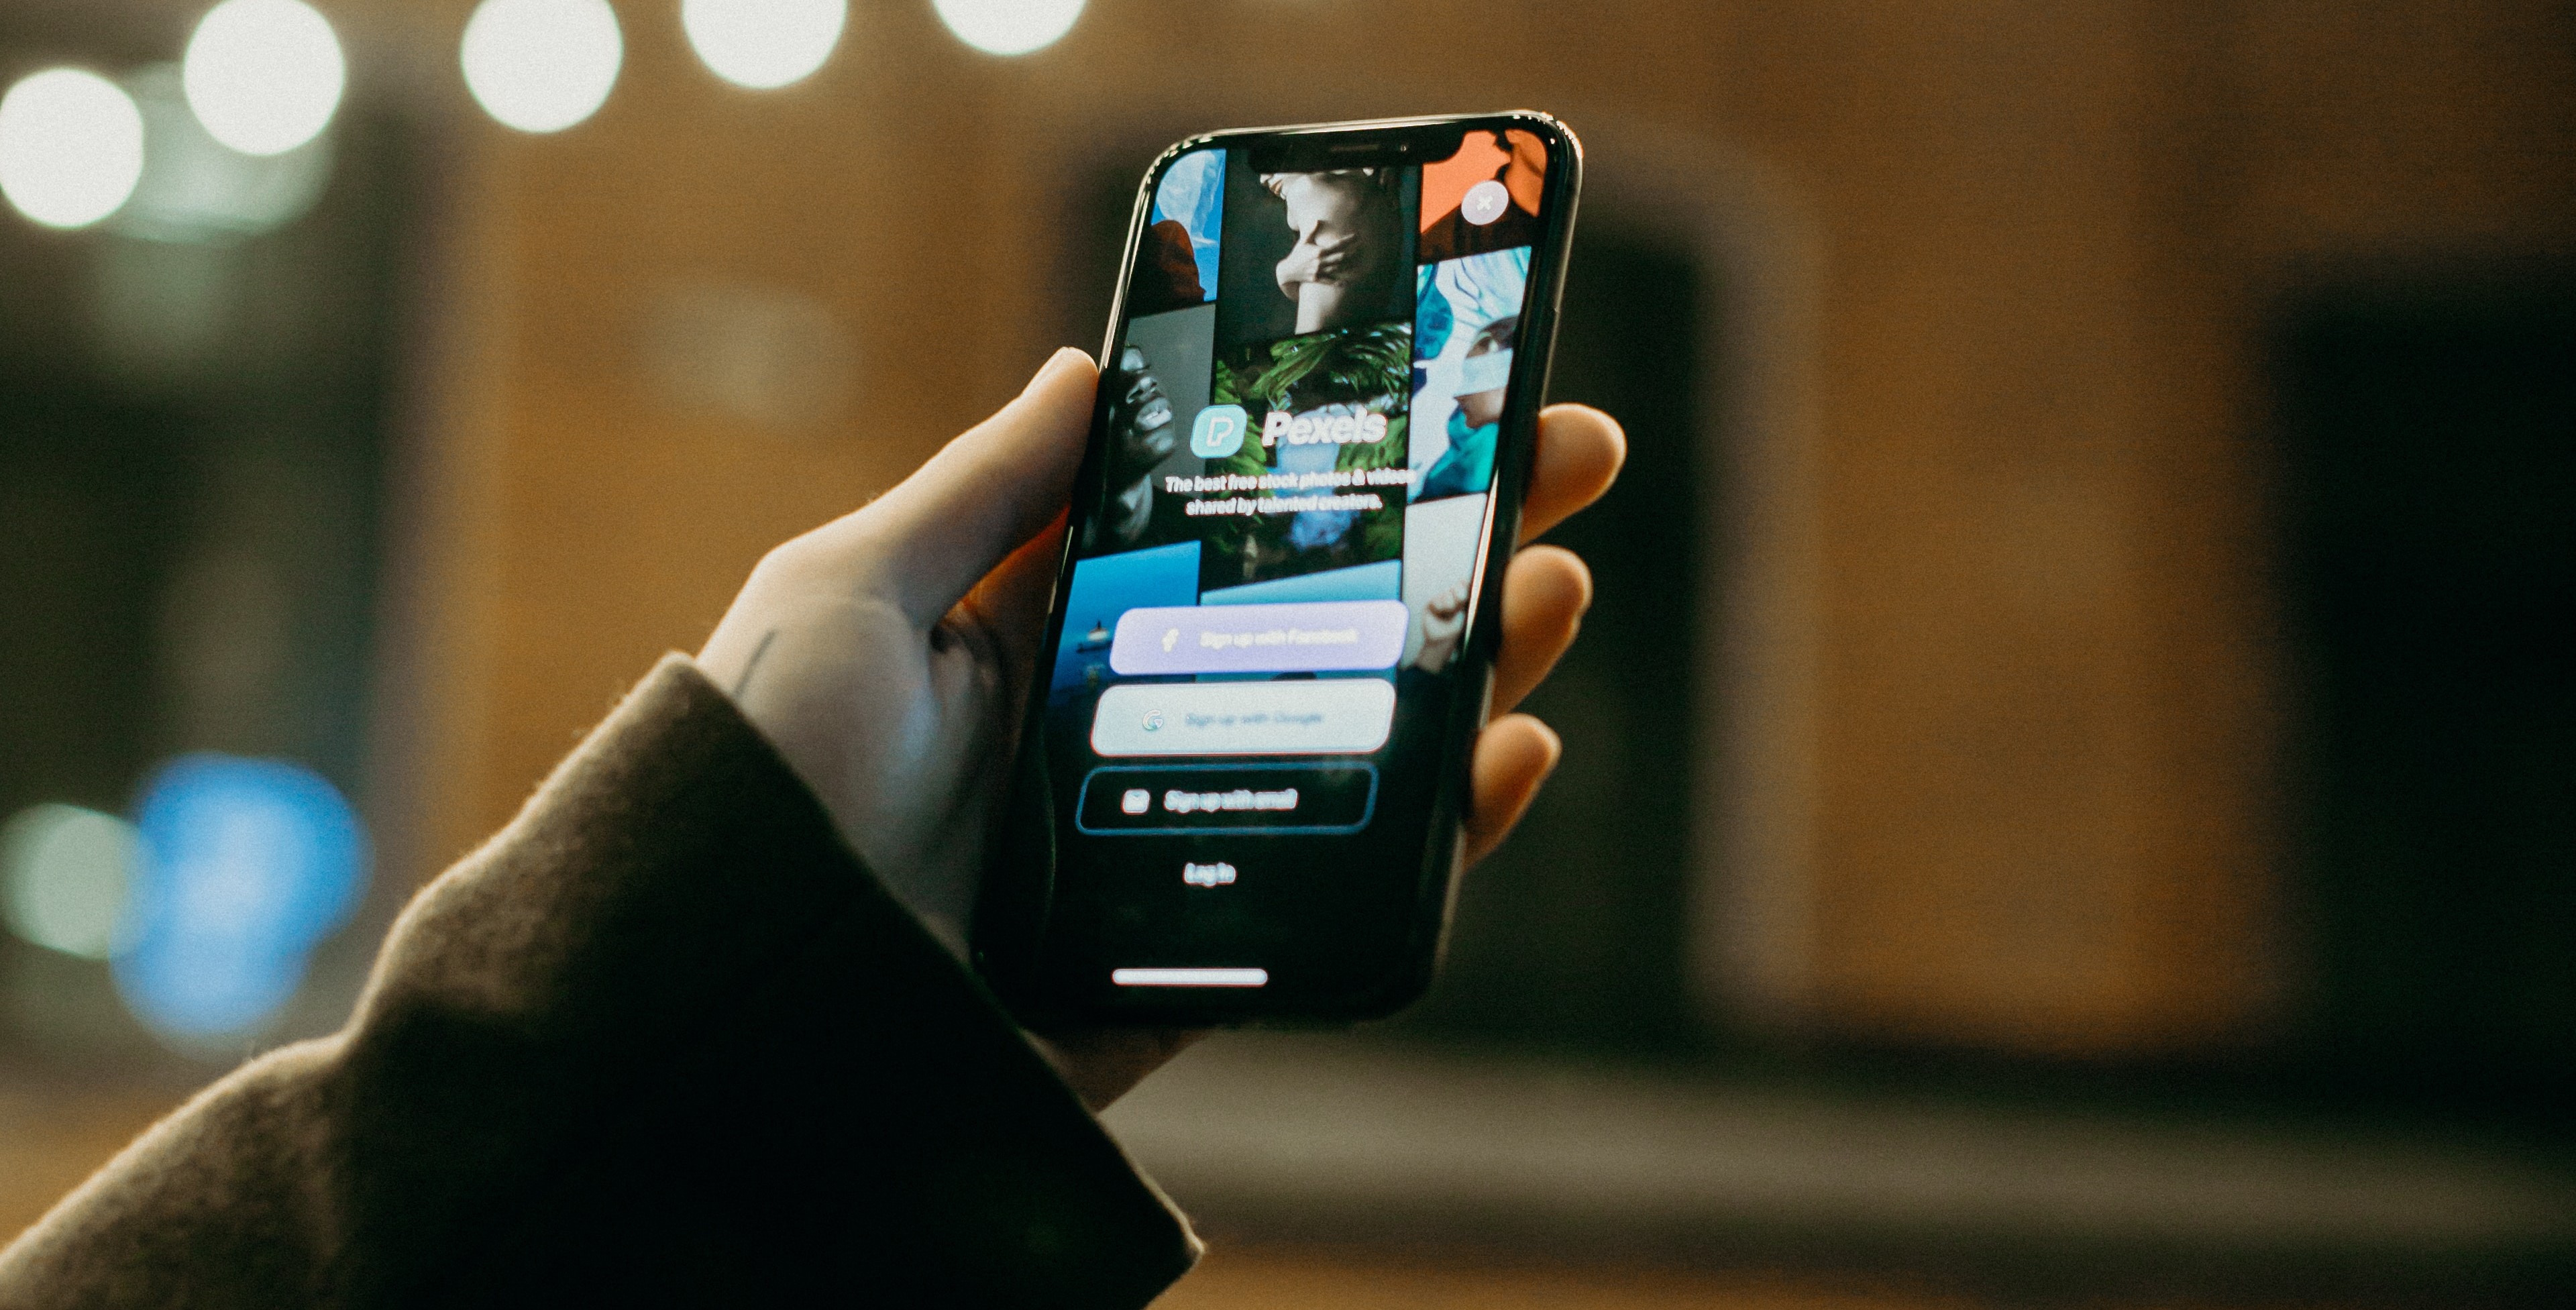 Pexels
The best free stock photos & videos
shared by talented creators.
Sign up with Facebook
Sign up with Google
Sign up with email
Log in